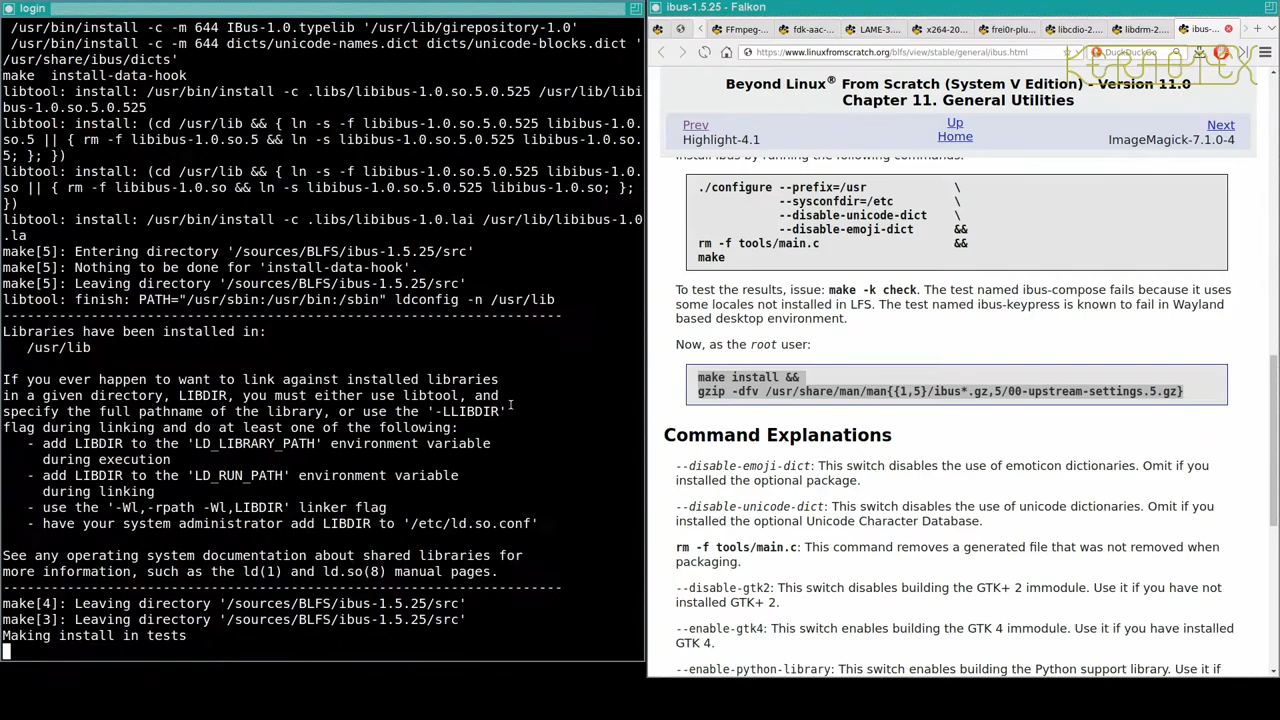 login
/usr/bin/install -c -m 644 IBus-1.0.typelib '/usr/lib/girepository-1.0'
/usr/bin/install -c -m 644 dicts/unicode-names.dict dicts/unicode-blocks.dict '
/usr/share/ibus/dicts'
make  install-data-hook
libtool: install: /usr/bin/install -c .libs/libibus-1.0.so.5.0.525 /usr/lib/libi
bus-1.0.so.5.0.525
libtool: install: (cd /usr/lib && { ln -s -f libibus-1.0.so.5.0.525 libibus-1.0.
so.5 || { rm -f libibus-1.0.so.5 && ln -s libibus-1.0.so.5.0.525 libibus-1.0.so.
5; }; })
libtool: install: (cd /usr/lib && { ln -s -f libibus-1.0.so.5.0.525 libibus-1.0.
so || { rm -f libibus-1.0.so && ln -s libibus-1.0.so.5.0.525 libibus-1.0.so; };
})
libtool: install: /usr/bin/install -c .libs/libibus-1.0.lai /usr/lib/libibus-1.0
.la
make[5]: Entering directory '/sources/BLFS/ibus-1.5.25/src'
make[5]: Nothing to be done for 'install-data-hook'.
make[5]: Leaving directory '/sources/BLFS/ibus-1.5.25/src'
libtool: finish: PATH="/usr/sbin:/usr/bin:/sbin" ldconfig -n /usr/lib
----------------------------------------------------------------------
Libraries have been installed in:
   /usr/lib
If you ever happen to want to link against installed libraries
in a given directory, LIBDIR, you must either use libtool, and
specify the full pathname of the library, or use the '-LLIBDIR'
flag during linking and do at least one of the following:
   - add LIBDIR to the 'LD_LIBRARY_PATH' environment variable
     during execution
   - add LIBDIR to the 'LD_RUN_PATH' environment variable
     during linking
   - use the '-Wl,-rpath -Wl,LIBDIR' linker flag
   - have your system administrator add LIBDIR to '/etc/ld.so.conf'
See any operating system documentation about shared libraries for
more information, such as the ld(1) and ld.so(8) manual pages.
----------------------------------------------------------------------
make[4]: Leaving directory '/sources/BLFS/ibus-1.5.25/src'
make[3]: Leaving directory '/sources/BLFS/ibus-1.5.25/src'
Making install in tests
ibus-1.5.25 - Falkon
FFmpeg-... fdk-aac-... LAME-3.... x264-20... frei0r-plu... libcdio-2... libdrm-2.... ibus-...
https://www.linuxfromscratch.org/blfs/view/stable/general/ibus.html DuckDuckGo
KERNOTEX
Beyond Linux® From Scratch (System V Edition) - Version 11.0
Chapter 11. General Utilities
Prev Up Next
Highlight-4.1 Home ImageMagick-7.1.0-4
install ibus by running the following commands:
./configure --prefix=/usr \
--sysconfdir=/etc \
--disable-unicode-dict \
--disable-emoji-dict &&
rm -f tools/main.c &&
make
To test the results, issue: make -k check. The test named ibus-compose fails because it uses
some locales not installed in LFS. The test named ibus-keypress is known to fail in Wayland
based desktop environment.
Now, as the root user:
make install &&
gzip -dfv /usr/share/man/man{{1,5}/ibus*.gz,5/00-upstream-settings.5.gz}
Command Explanations
--disable-emoji-dict: This switch disables the use of emoticon dictionaries. Omit if you
installed the optional package.
--disable-unicode-dict: This switch disables the use of unicode dictionaries. Omit if you
installed the optional Unicode Character Database.
rm -f tools/main.c: This command removes a generated file that was not removed when
packaging.
--disable-gtk2: This switch disables building the GTK+ 2 immodule. Use it if you have not
installed GTK+ 2.
--enable-gtk4: This switch enables building the GTK 4 immodule. Use it if you have installed
GTK 4.
--enable-python-library: This switch enables building the Python support library. Use it if